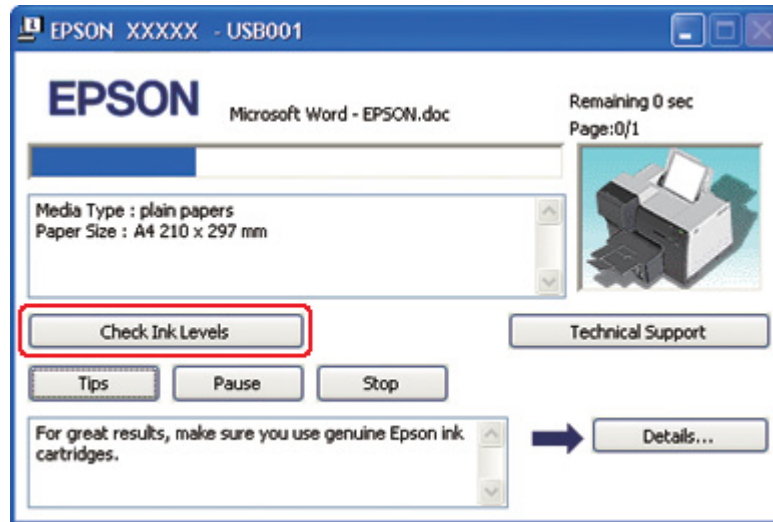 EPSON XXXXX - USB001
EPSON
Microsoft Word - EPSON.doc
Remaining 0 sec
Page:0/1
Media Type : plain papers
Paper Size : A4 210 x 297 mm
Check Ink Levels
Technical Support
Tips
Pause
Stop
For great results, make sure you use genuine Epson ink
cartridges.
Details...